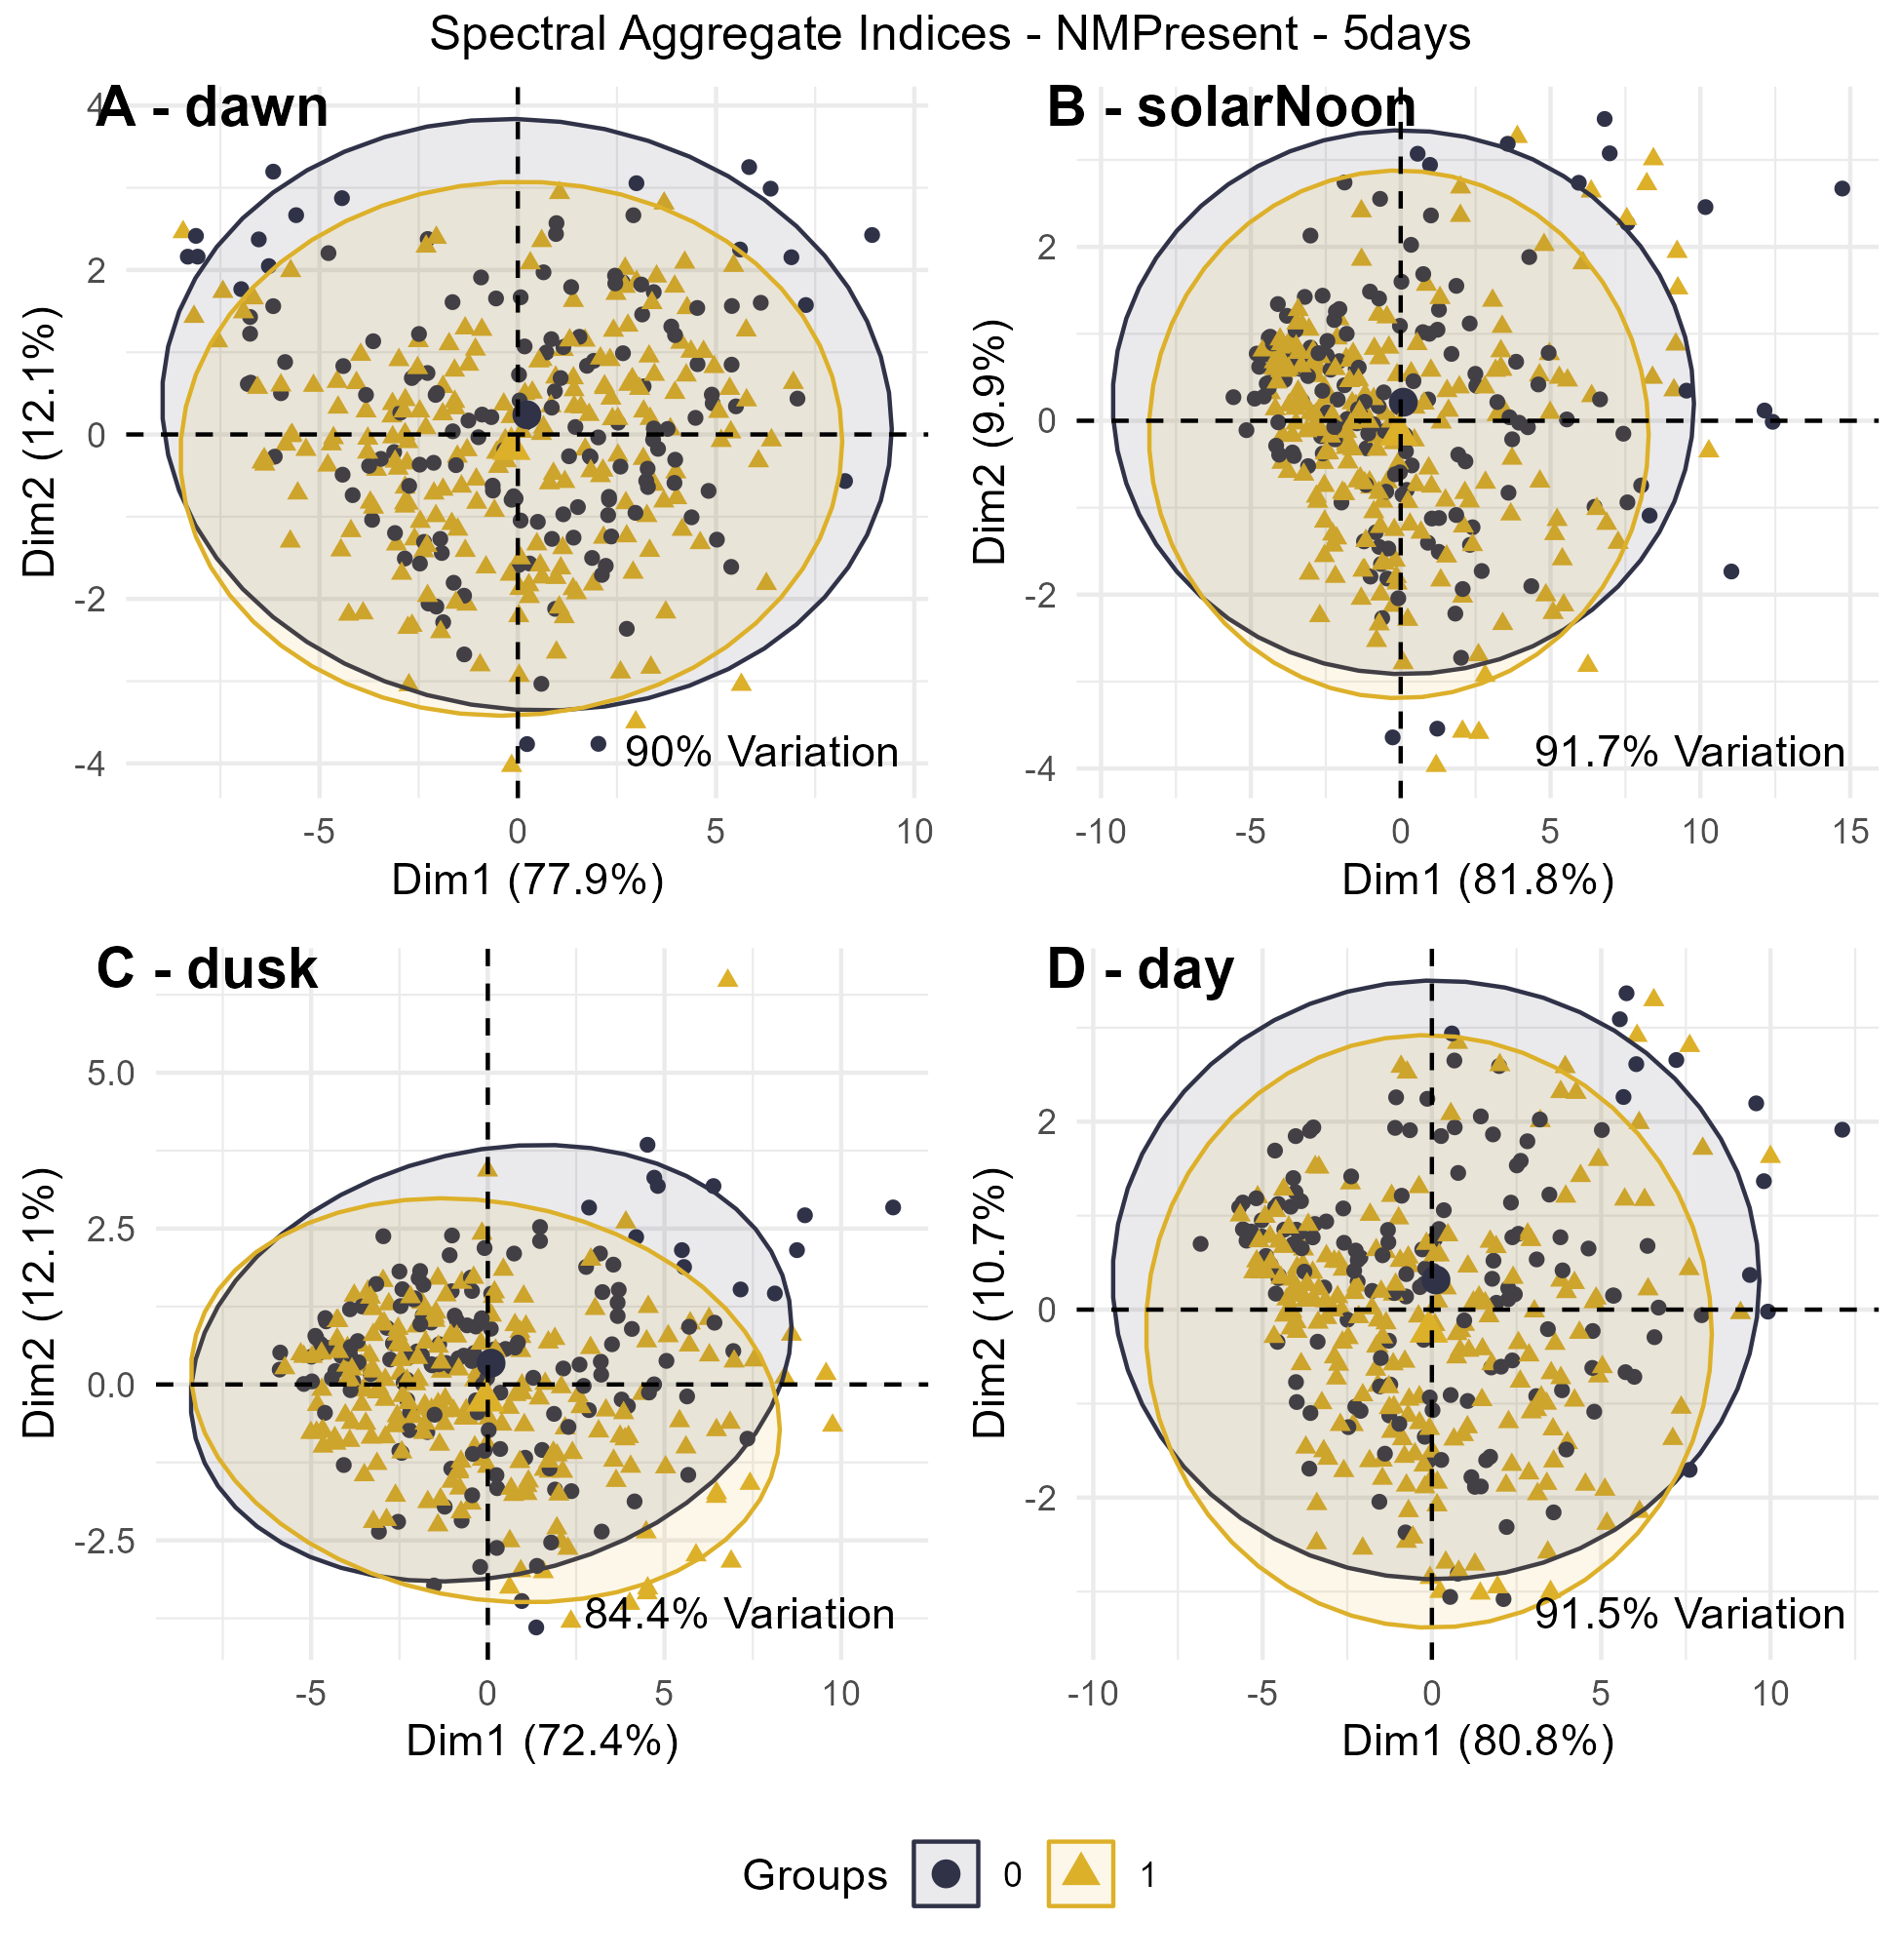 Spectral Aggregate Indices - NMPresent - 5days
A - dawn
4
2
0
-2
-4
Dim2 (12.1%)
90% Variation
-5
0
5
10
Dim1 (77.9%)
B - solarNoon
2
0
-2
-4
Dim2 (9.9%)
91.7% Variation
-10
-5
0
5
10
15
Dim1 (81.8%)
C - dusk
5.0
2.5
0.0
-2.5
Dim2 (12.1%)
84.4% Variation
-5
0
5
10
Dim1 (72.4%)
D - day
2
0
-2
Dim2 (10.7%)
91.5% Variation
-10
-5
0
5
10
Dim1 (80.8%)
Groups 0 1